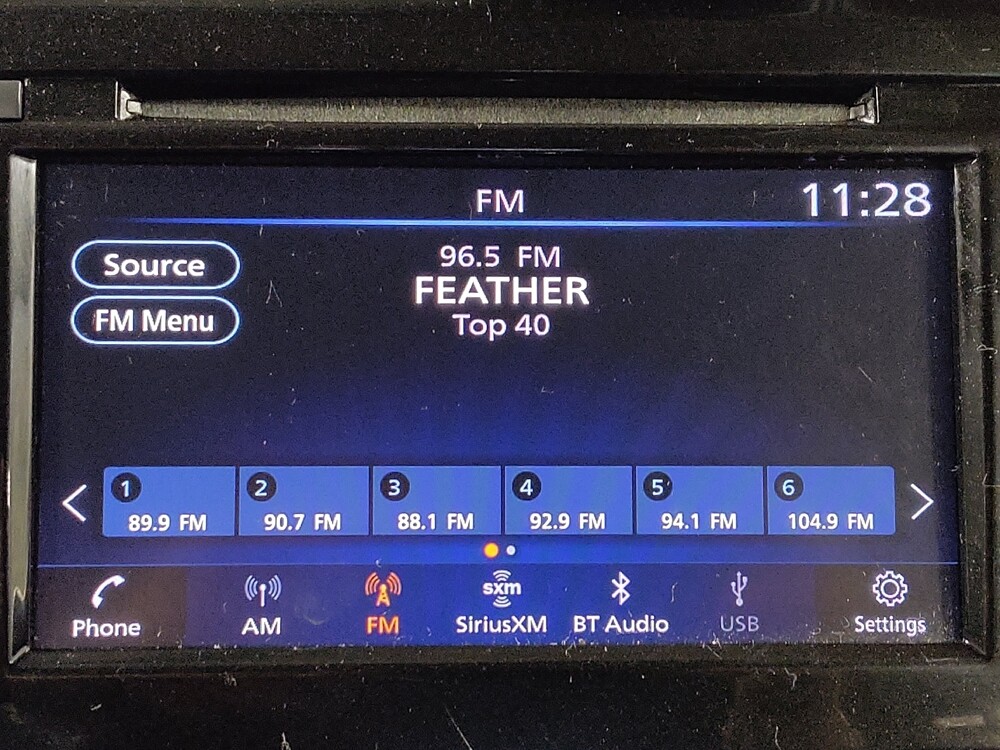 FM
11:28
Source
96.5 FM
FEATHER
FM Menu
Top 40
1
2
3
4
5
6
89.9 FM
90.7 FM
88.1 FM
92.9 FM
94.1 FM
104.9 FM
sxm
Phone
AM
FM
SiriusXM
BT Audio
USB
Settings